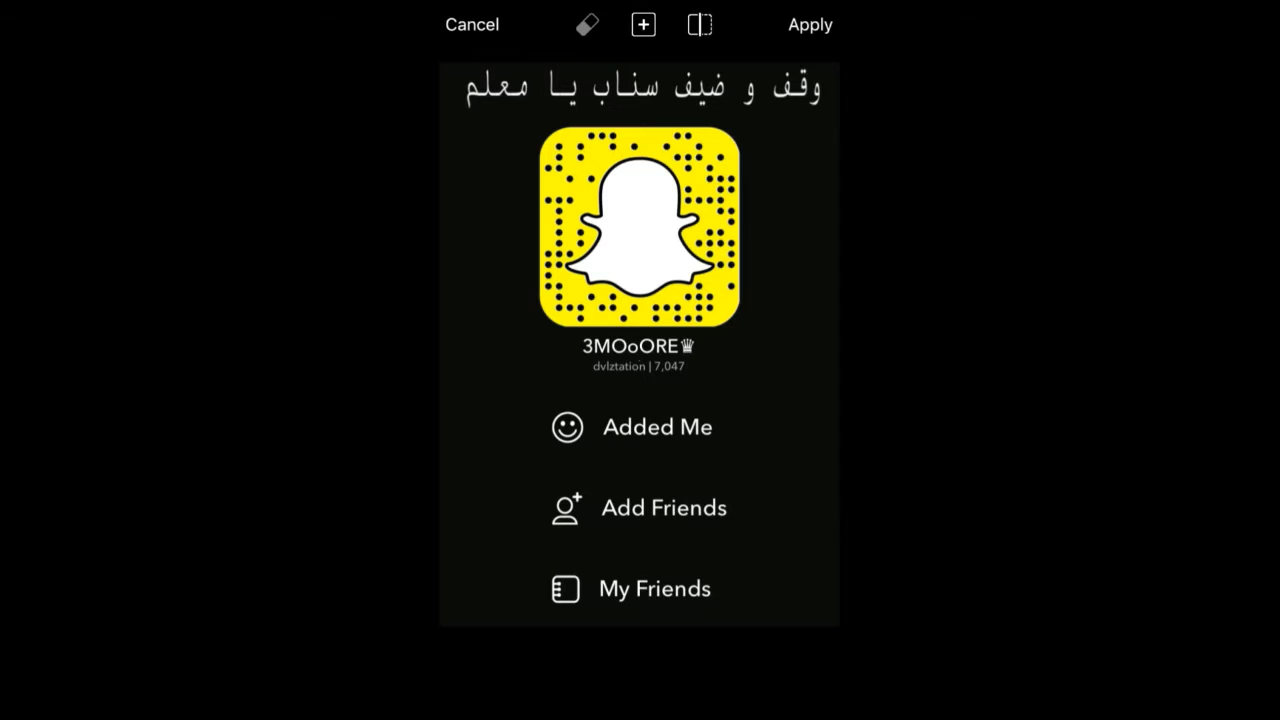 Cancel
Apply
وقف و ضيف سناب يا معلم
3MOoORE♛
dvlztation | 7,047
Added Me
Add Friends
My Friends